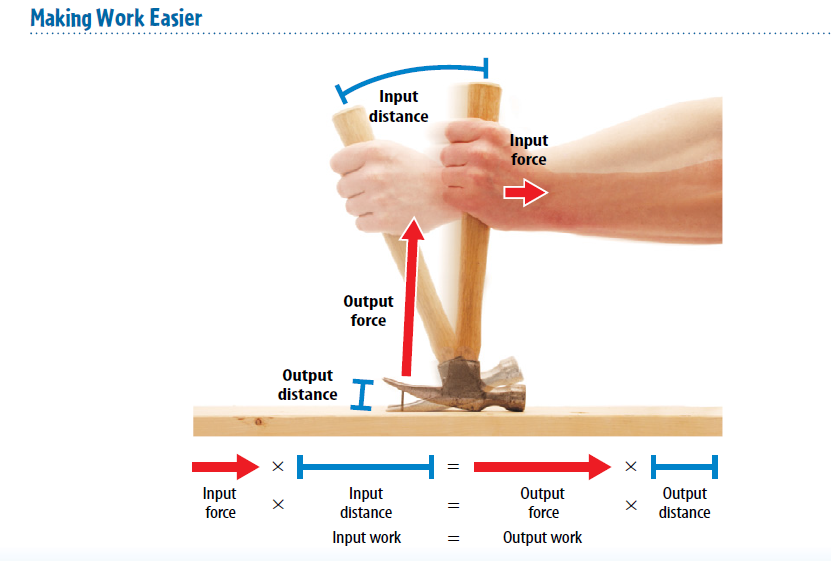 Making Work Easier
Input
distance
Input
force
Output
force
Output
distance
× = ×
Input
force
×
Input
distance
=
Output
force
×
Output
distance
Input work = Output work